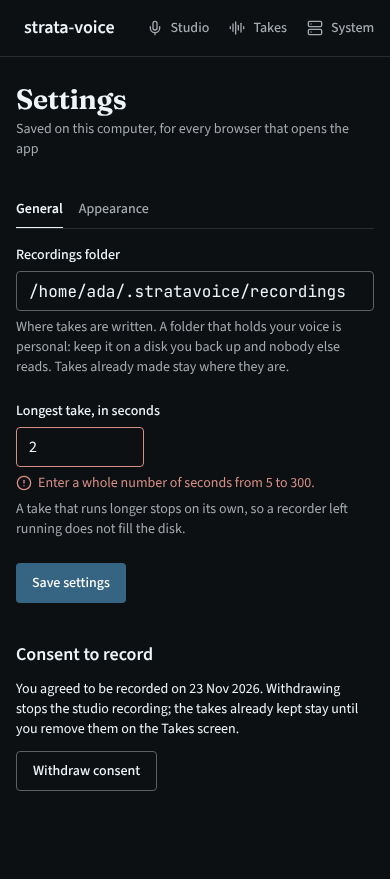 strata-voice Studio Takes System
Settings
Saved on this computer, for every browser that opens the
app
General Appearance
Recordings folder
/home/ada/.stratavoice/recordings
Where takes are written. A folder that holds your voice is
personal: keep it on a disk you back up and nobody else
reads. Takes already made stay where they are.
Longest take, in seconds
2
Enter a whole number of seconds from 5 to 300.
A take that runs longer stops on its own, so a recorder left
running does not fill the disk.
Save settings
Consent to record
You agreed to be recorded on 23 Nov 2026. Withdrawing
stops the studio recording; the takes already kept stay until
you remove them on the Takes screen.
Withdraw consent